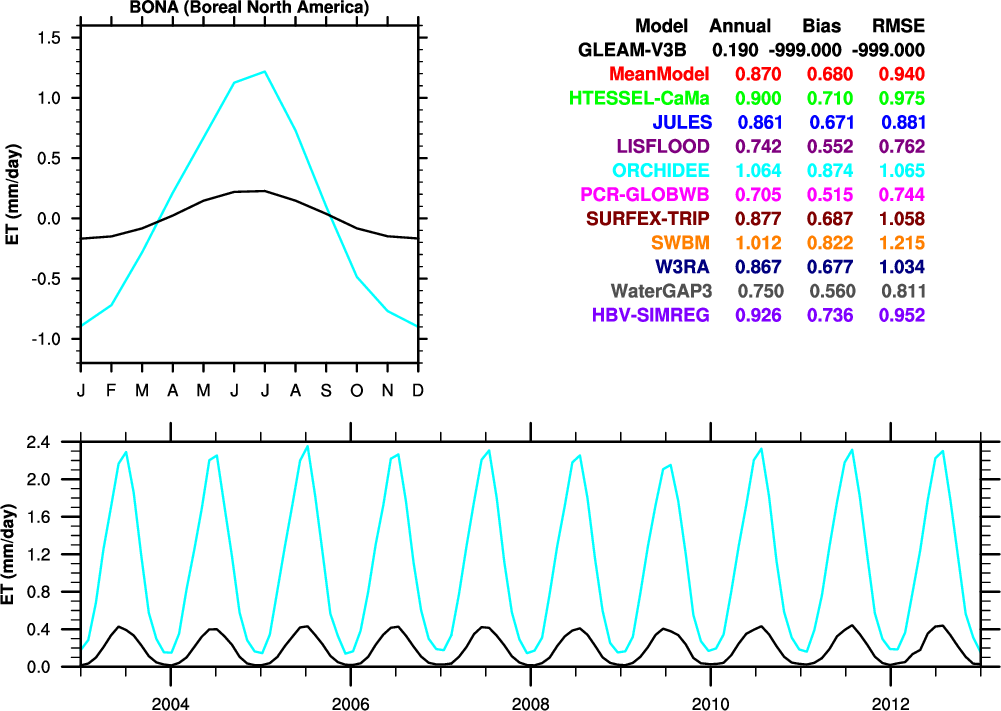 BONA (Boreal North America)
1.5
1.0
0.5
0.0
-0.5
-1.0
ET (mm/day)
J F M A M J J A S O N D
Model Annual Bias RMSE
GLEAM-V3B 0.190 -999.000 -999.000
MeanModel 0.870 0.680 0.940
HTESSEL-CaMa 0.900 0.710 0.975
JULES 0.861 0.671 0.881
LISFLOOD 0.742 0.552 0.762
ORCHIDEE 1.064 0.874 1.065
PCR-GLOBWB 0.705 0.515 0.744
SURFEX-TRIP 0.877 0.687 1.058
SWBM 1.012 0.822 1.215
W3RA 0.867 0.677 1.034
WaterGAP3 0.750 0.560 0.811
HBV-SIMREG 0.926 0.736 0.952
2.4
2.0
1.6
1.2
0.8
0.4
0.0
ET (mm/day)
2004 2006 2008 2010 2012